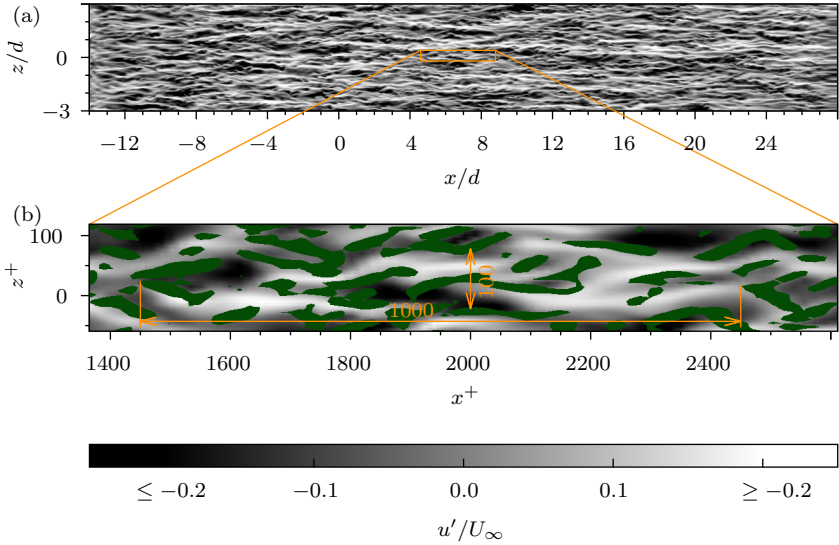 (a)
z/d
0
−3
−12 −8 −4 0 4 8 12 16 20 24
x/d
(b)
z⁺
100
0
100
1000
1400 1600 1800 2000 2200 2400
x⁺
≤ −0.2 −0.1 0.0 0.1 ≥ −0.2
u′/U∞